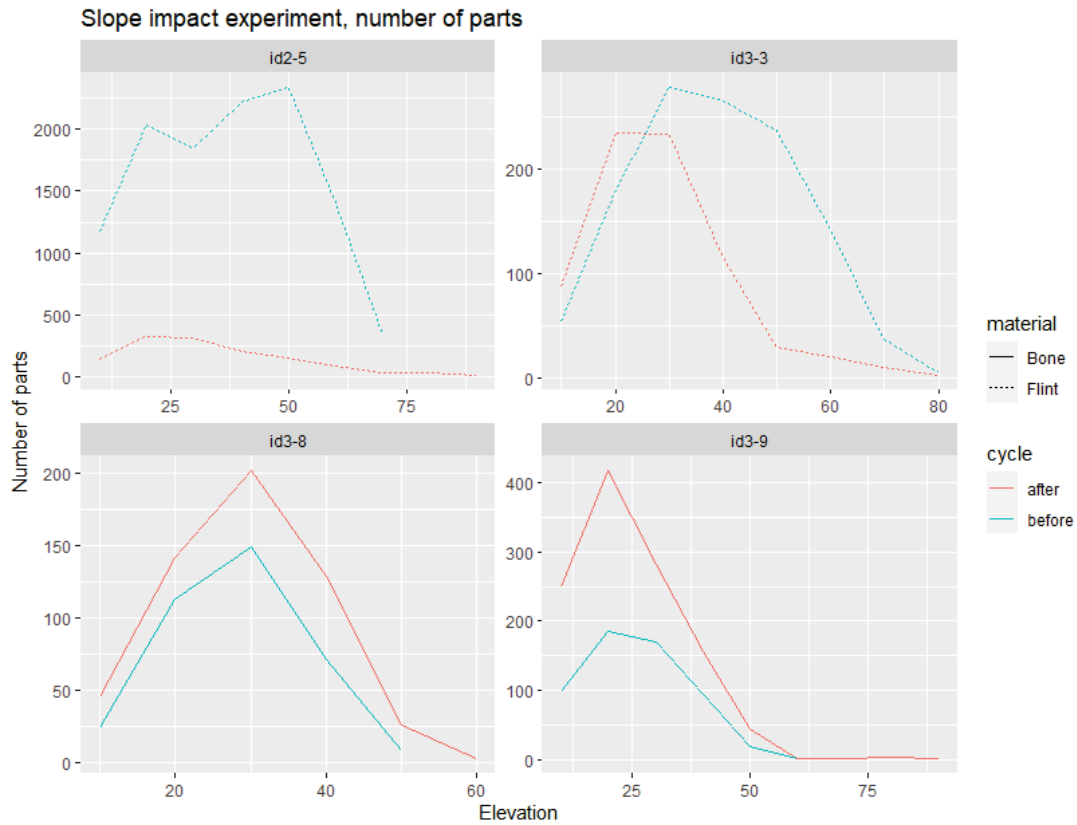 Slope impact experiment, number of parts
id2-5
id3-3
2000
1500
1000
500
0
25 50 75
200
100
0
20 40 60 80
id3-8
id3-9
200
150
100
50
0
20 40 60
400
300
200
100
0
25 50 75
Number of parts
Elevation
material
Bone
Flint
cycle
after
before